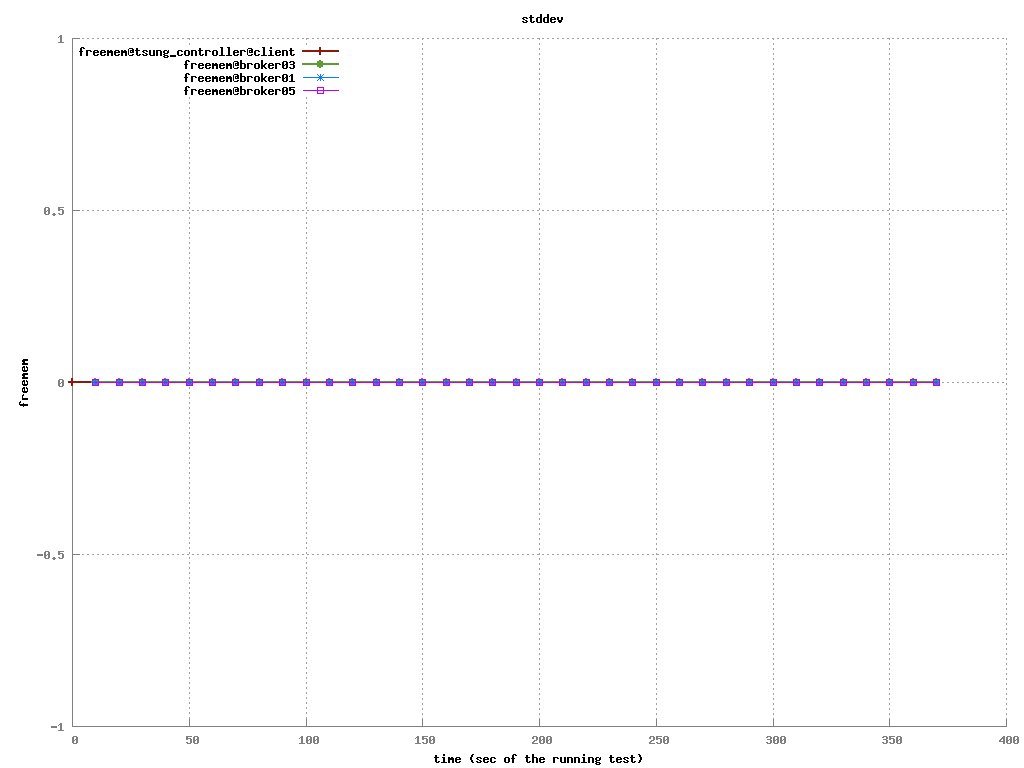 stddev
1
freemem@tsung_controller@client
freemem@broker03
freemem@broker01
freemem@broker05
0.5
freemem
0
-0.5
-1
0 50 100 150 200 250 300 350 400
time (sec of the running test)